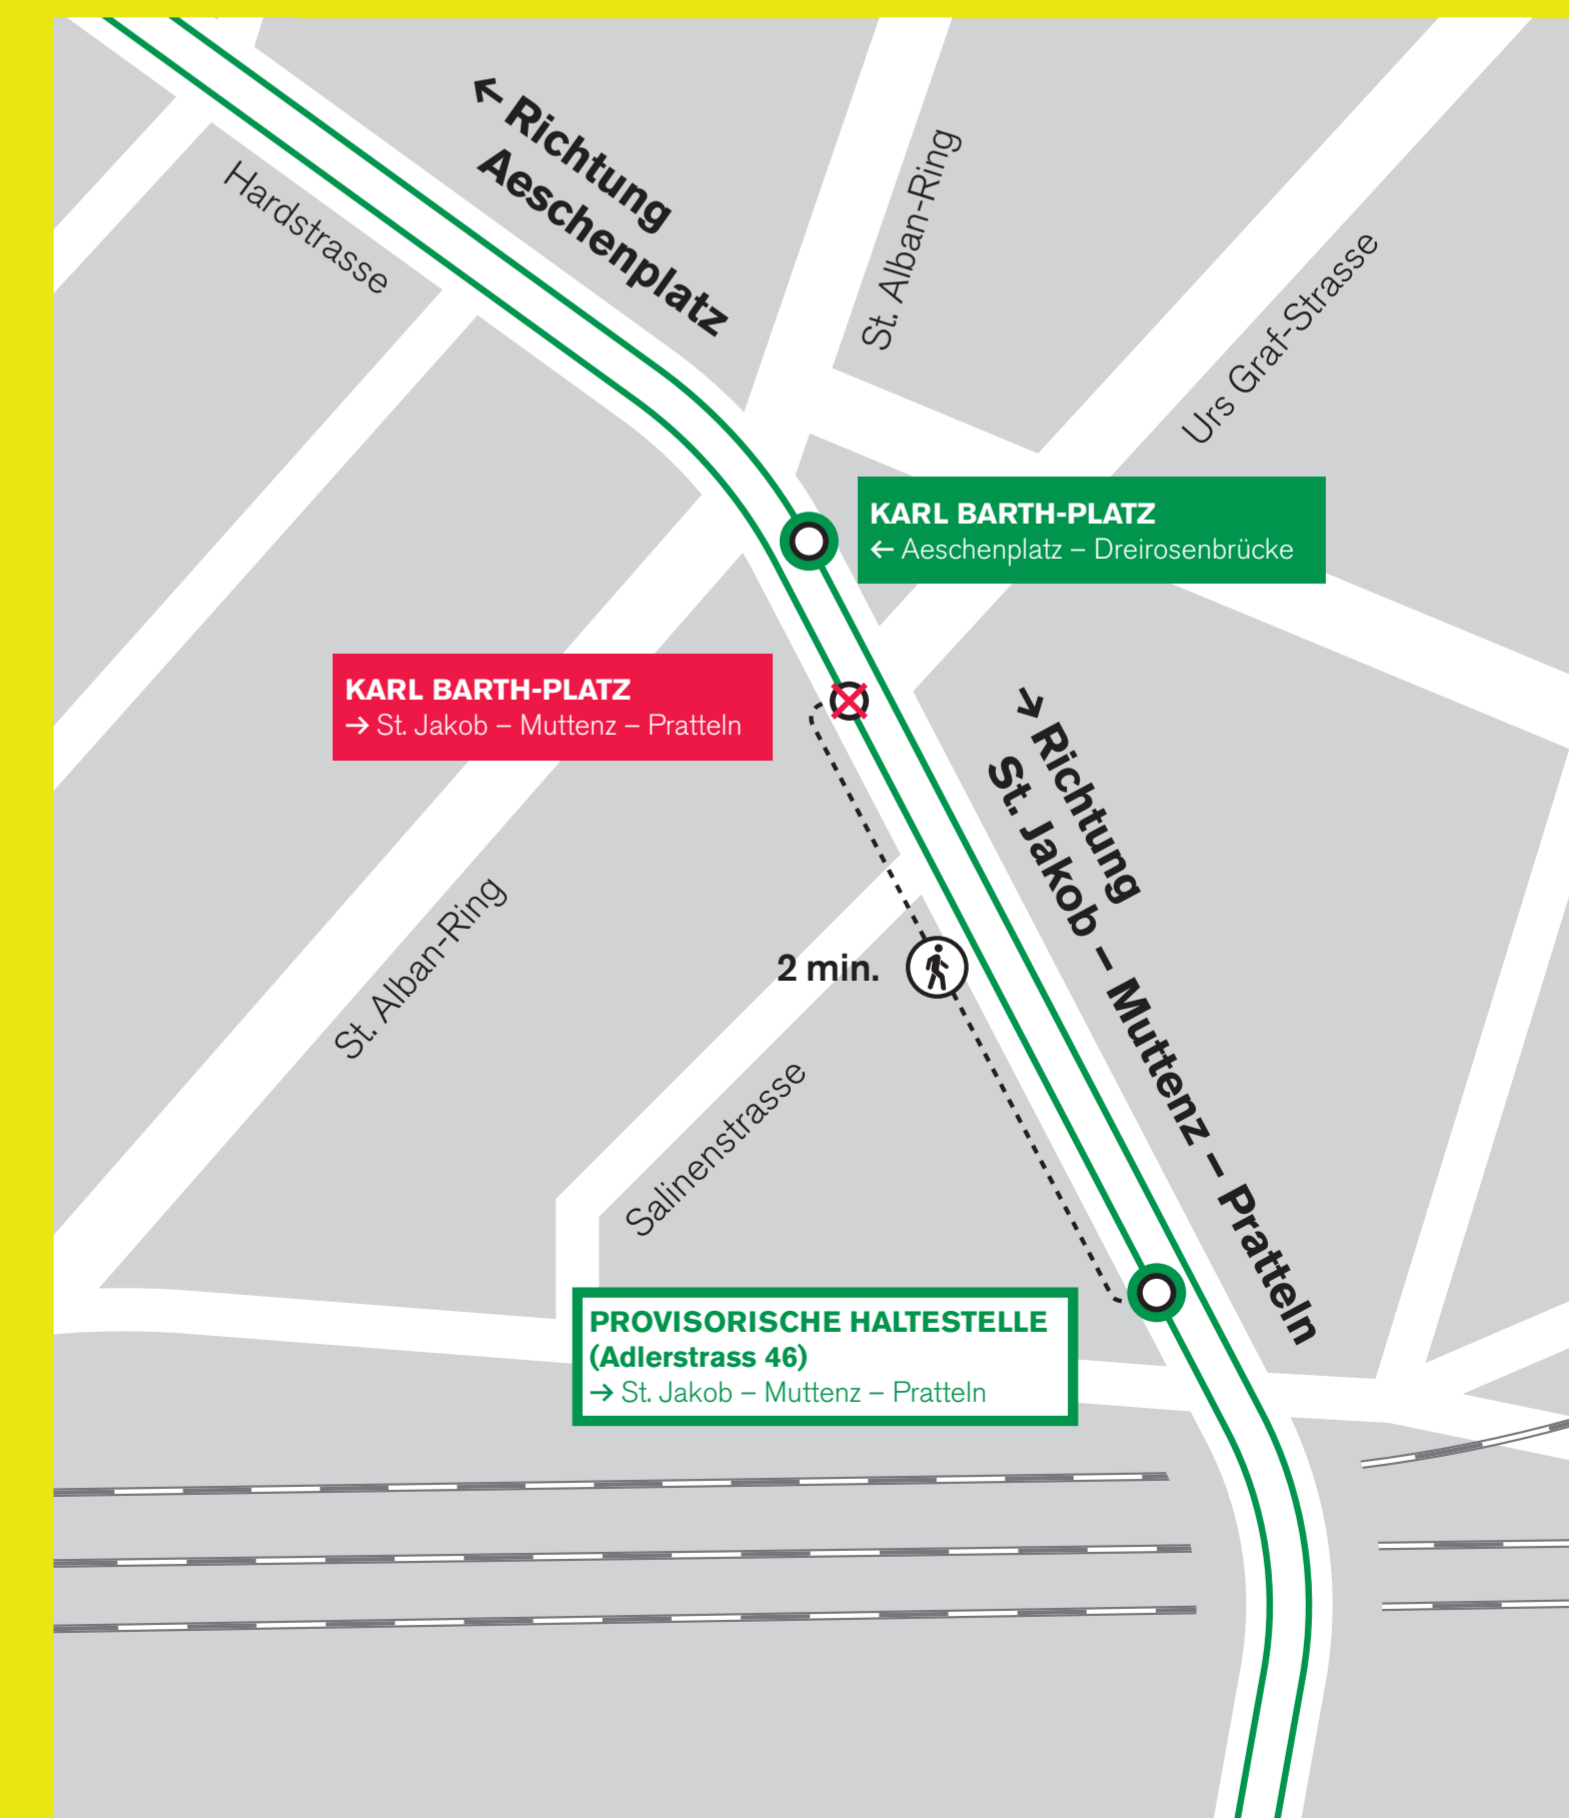 ← Richtung
Aeschenplatz
Hardstrasse
St. Alban-Ring
Urs Graf-Strasse
KARL BARTH-PLATZ
← Aeschenplatz – Dreirosenbrücke
KARL BARTH-PLATZ
→ St. Jakob – Muttenz – Pratteln
→ Richtung
St. Jakob – Muttenz – Pratteln
St. Alban-Ring
2 min.
Salinenstrasse
PROVISORISCHE HALTESTELLE
(Adlerstrass 46)
→ St. Jakob – Muttenz – Pratteln